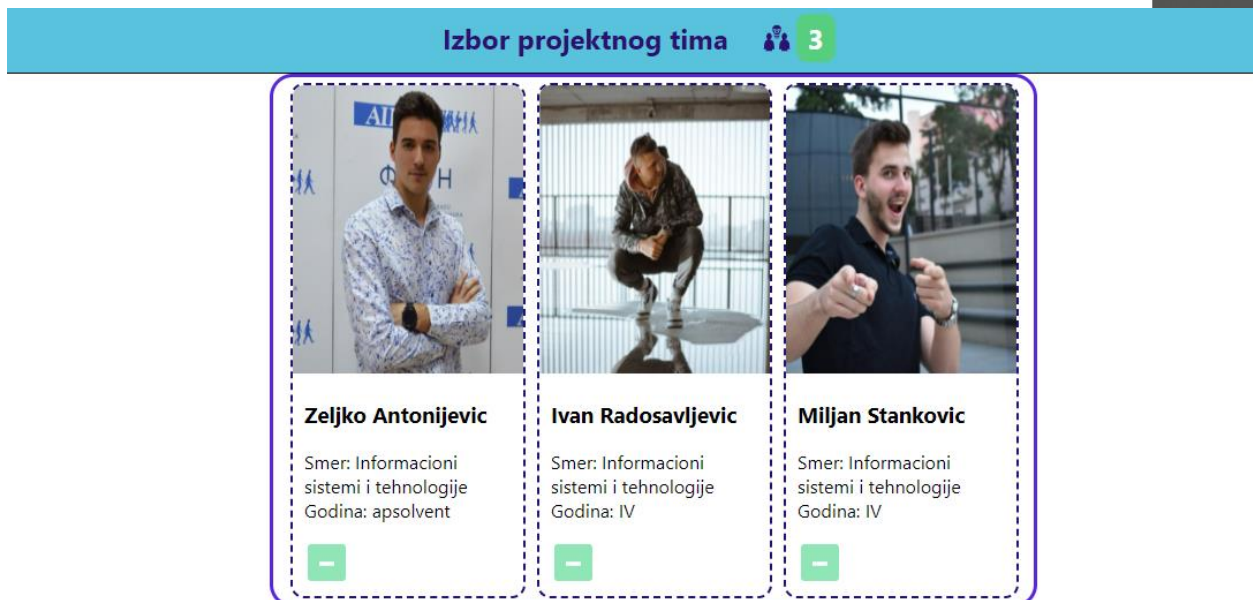 Izbor projektnog tima 3
Zeljko Antonijevic
Smer: Informacioni
sistemi i tehnologije
Godina: apsolvent
Ivan Radosavljevic
Smer: Informacioni
sistemi i tehnologije
Godina: IV
Miljan Stankovic
Smer: Informacioni
sistemi i tehnologije
Godina: IV